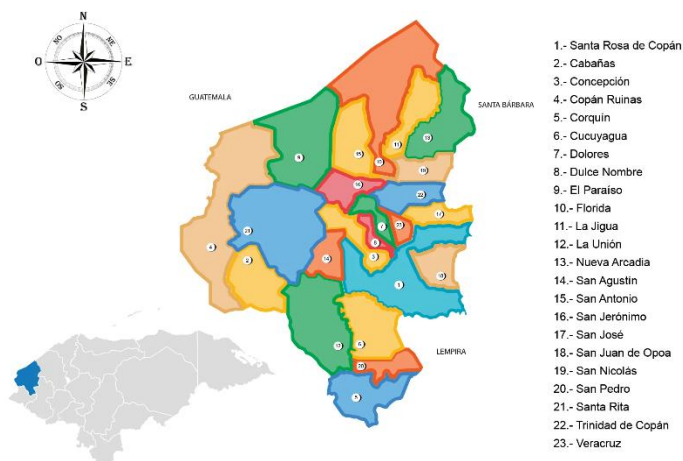 N
NO
NE
O
E
SO
SE
S
GUATEMALA
SANTA BÁRBARA
LEMPIRA
1.- Santa Rosa de Copán
2.- Cabañas
3.- Concepción
4.- Copán Ruinas
5.- Corquín
6.- Cucuyagua
7.- Dolores
8.- Dulce Nombre
9.- El Paraíso
10.- Florida
11.- La Jigua
12.- La Unión
13.- Nueva Arcadia
14.- San Agustin
15.- San Antonio
16.- San Jerónimo
17.- San José
18.- San Juan de Opoa
19.- San Nicolás
20.- San Pedro
21.- Santa Rita
22.- Trinidad de Copán
23.- Veracruz